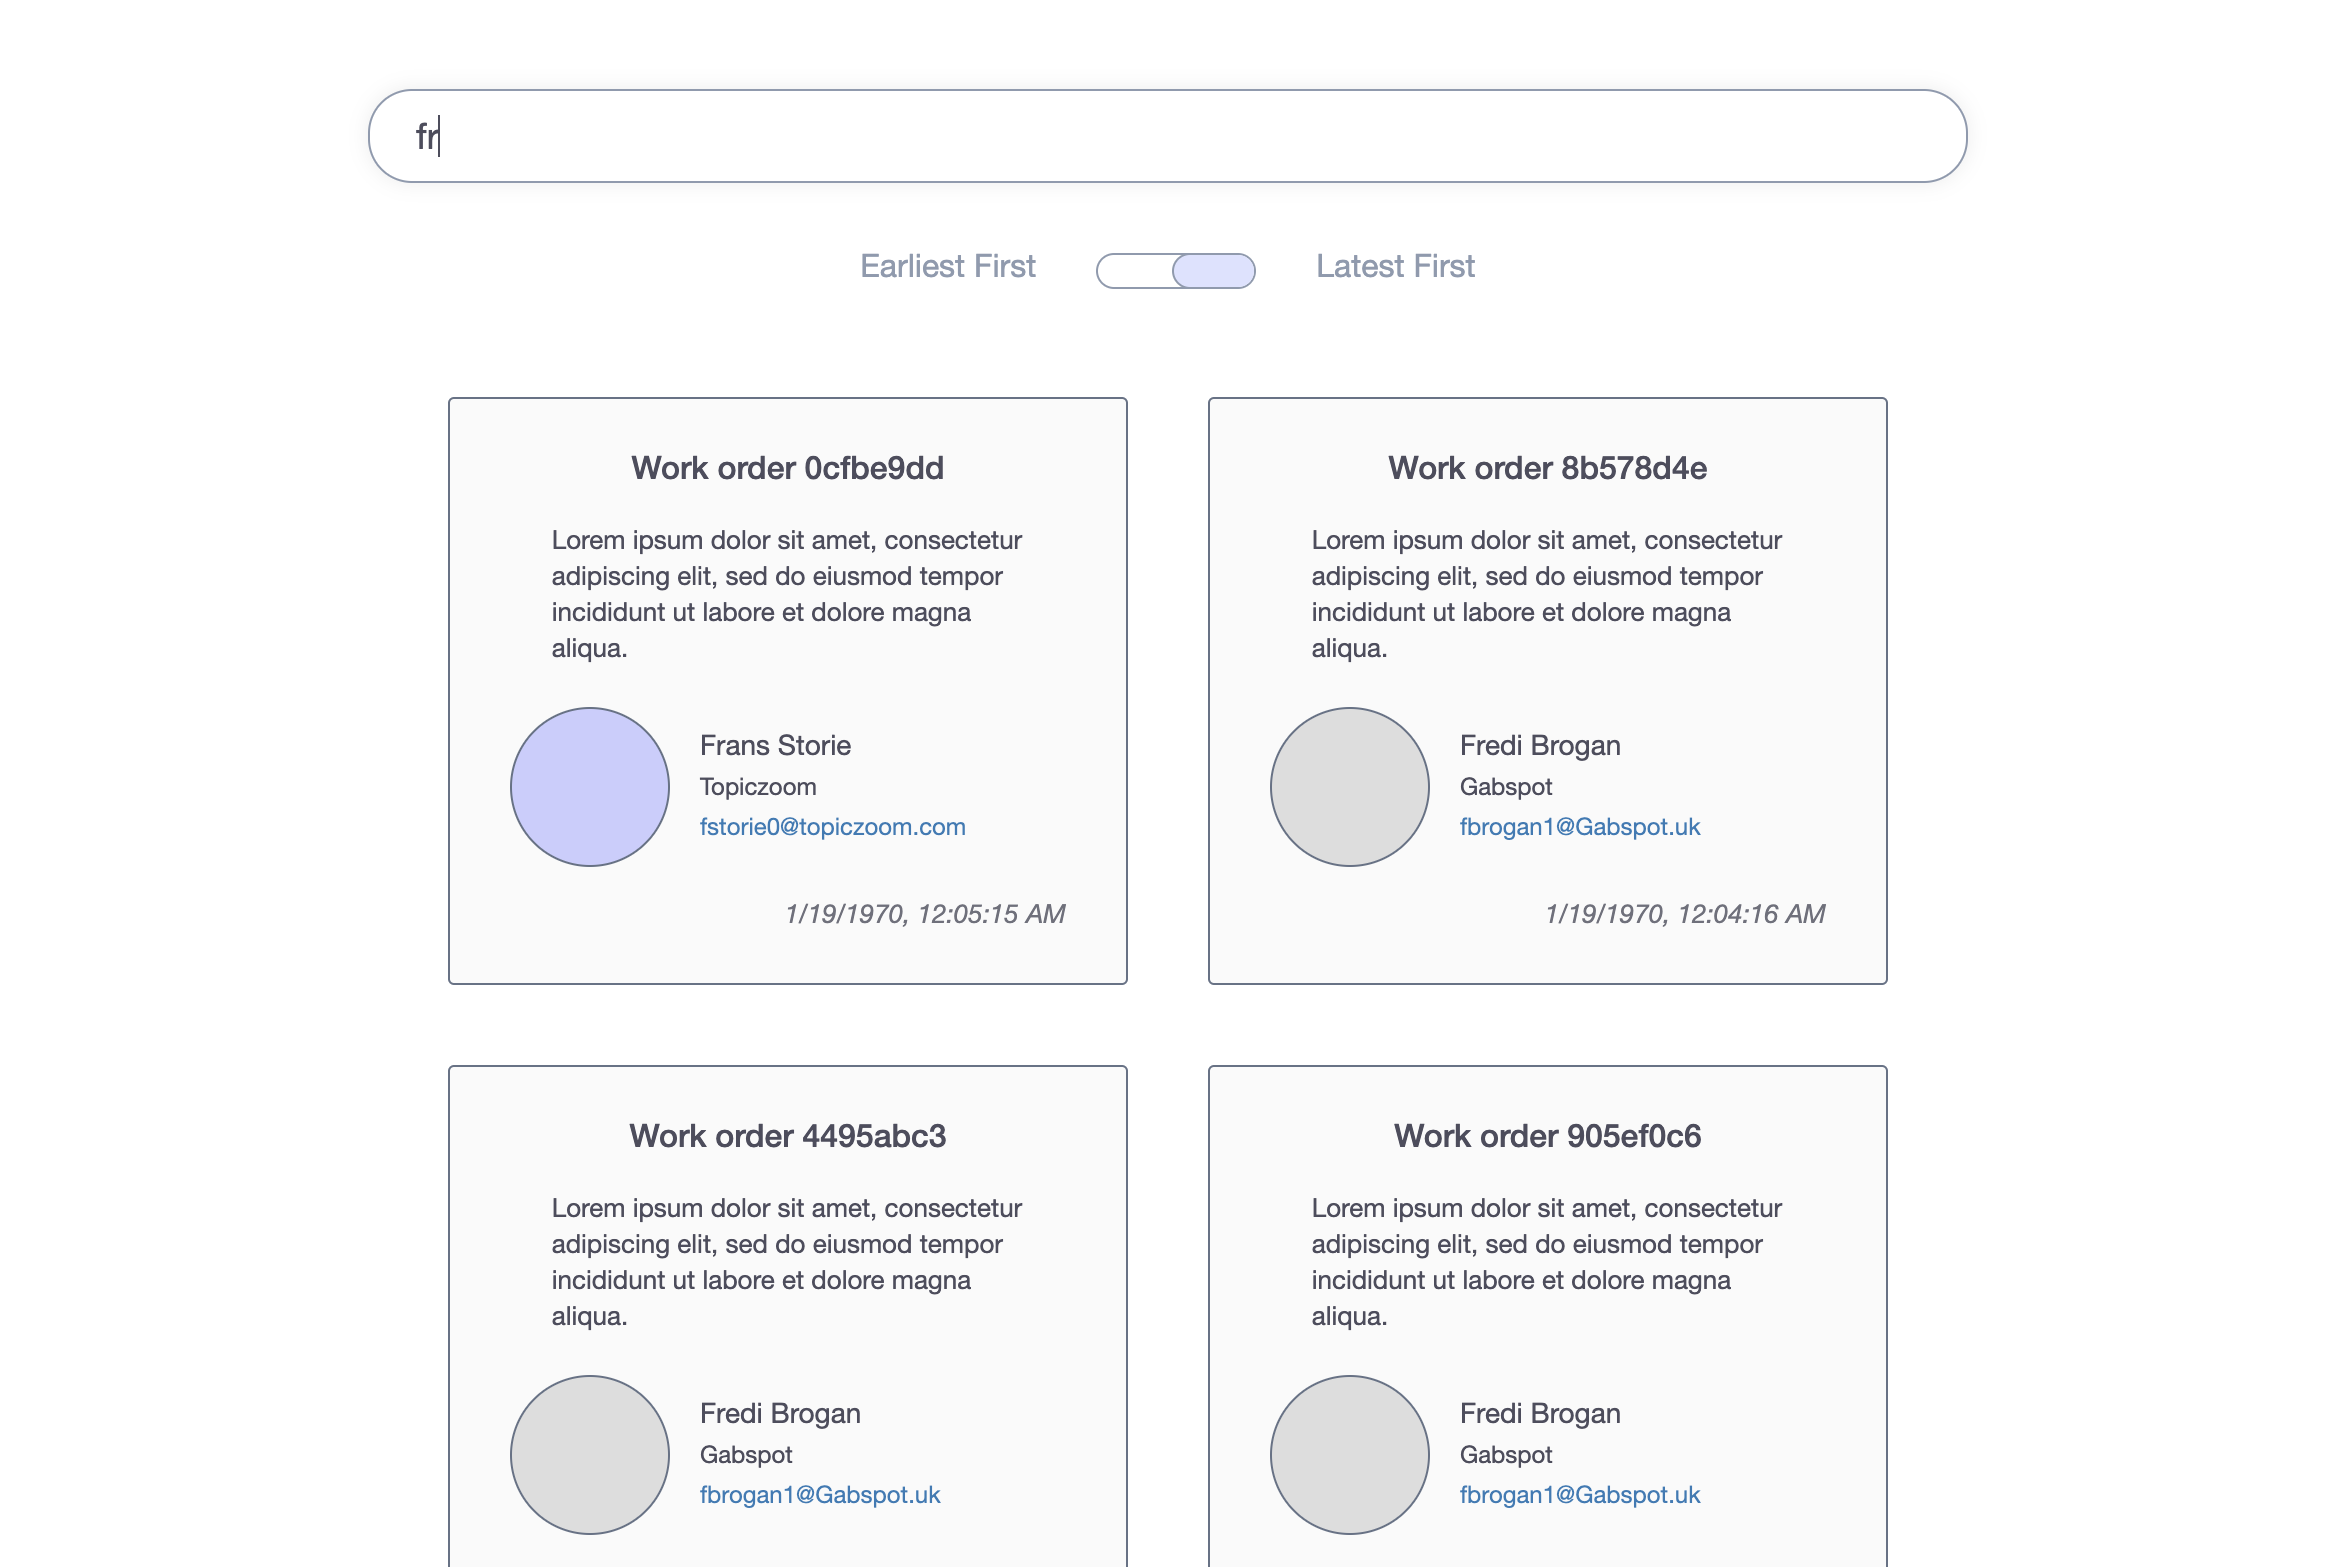 fr
Earliest First
Latest First
Work order 0cfbe9dd
Lorem ipsum dolor sit amet, consectetur
adipiscing elit, sed do eiusmod tempor
incididunt ut labore et dolore magna
aliqua.
Frans Storie
Topiczoom
fstorie0@topiczoom.com
1/19/1970, 12:05:15 AM
Work order 8b578d4e
Lorem ipsum dolor sit amet, consectetur
adipiscing elit, sed do eiusmod tempor
incididunt ut labore et dolore magna
aliqua.
Fredi Brogan
Gabspot
fbrogan1@Gabspot.uk
1/19/1970, 12:04:16 AM
Work order 4495abc3
Lorem ipsum dolor sit amet, consectetur
adipiscing elit, sed do eiusmod tempor
incididunt ut labore et dolore magna
aliqua.
Fredi Brogan
Gabspot
fbrogan1@Gabspot.uk
Work order 905ef0c6
Lorem ipsum dolor sit amet, consectetur
adipiscing elit, sed do eiusmod tempor
incididunt ut labore et dolore magna
aliqua.
Fredi Brogan
Gabspot
fbrogan1@Gabspot.uk